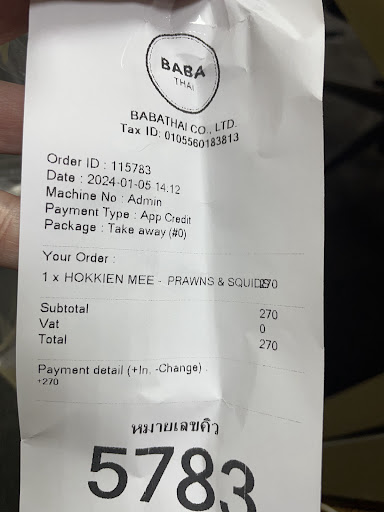 BABA
THAI
BABATHAI CO., LTD.
Tax ID: 0105560183813
Order ID : 115783
Date : 2024-01-05 14.12
Machine No : Admin
Payment Type : App Credit
Package : Take away (#0)
Your Order :
1 x HOKKIEN MEE - PRAWNS & SQUIDS 270
Subtotal 270
Vat 0
Total 270
Payment detail (+In, -Change) .
+270
หมายเลขคิว
5783